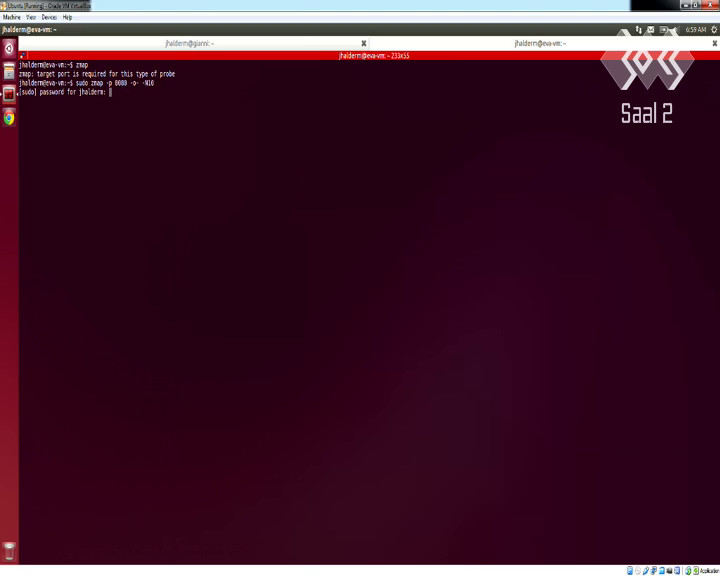 Ubuntu [Running] - Oracle VM VirtualBox
Machine View Devices Help
jhalderm@eva-vm: ~
6:59 AM
jhalderm@gianni: ~
jhalderm@eva-vm: ~
jhalderm@eva-vm: ~ 233x55
jhalderm@eva-vm:~$ zmap
zmap: target port is required for this type of probe
jhalderm@eva-vm:~$ sudo zmap -p 8080 -o- -N10
[sudo] password for jhalderm:
Saal 2
Application